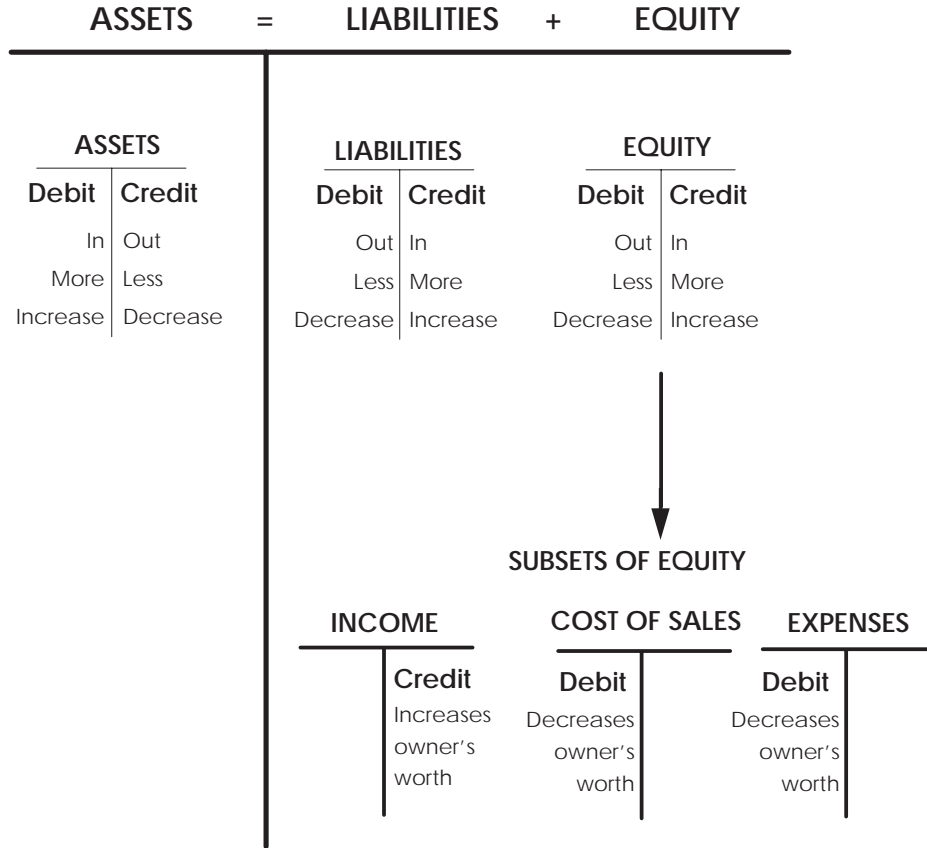 ASSETS = LIABILITIES + EQUITY
ASSETS
Debit Credit
In Out
More Less
Increase Decrease
LIABILITIES
Debit Credit
Out In
Less More
Decrease Increase
EQUITY
Debit Credit
Out In
Less More
Decrease Increase
SUBSETS OF EQUITY
INCOME
Credit
Increases
owner's
worth
COST OF SALES
Debit
Decreases
owner's
worth
EXPENSES
Debit
Decreases
owner's
worth